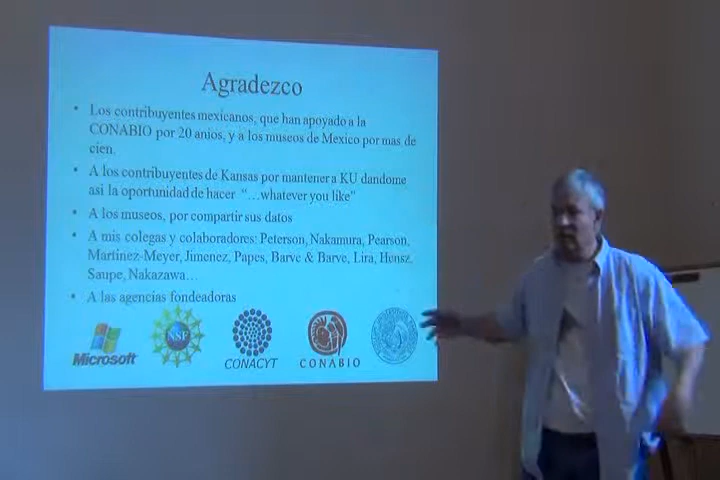 Agradezco
• Los contribuyentes mexicanos, que han apoyado a la
CONABIO por 20 anios, y a los museos de Mexico por mas de
cien.
• A los contribuyentes de Kansas por mantener a KU dandome
asi la oportunidad de hacer "…whatever you like"
• A los museos, por compartir sus datos
• A mis colegas y colaboradores: Peterson, Nakamura, Pearson,
Martinez-Meyer, Jimenez, Papes, Barve & Barve, Lira, Hensz,
Saupe, Nakazawa…
• A las agencias fondeadoras
Microsoft
NSF
CONACYT
CONABIO